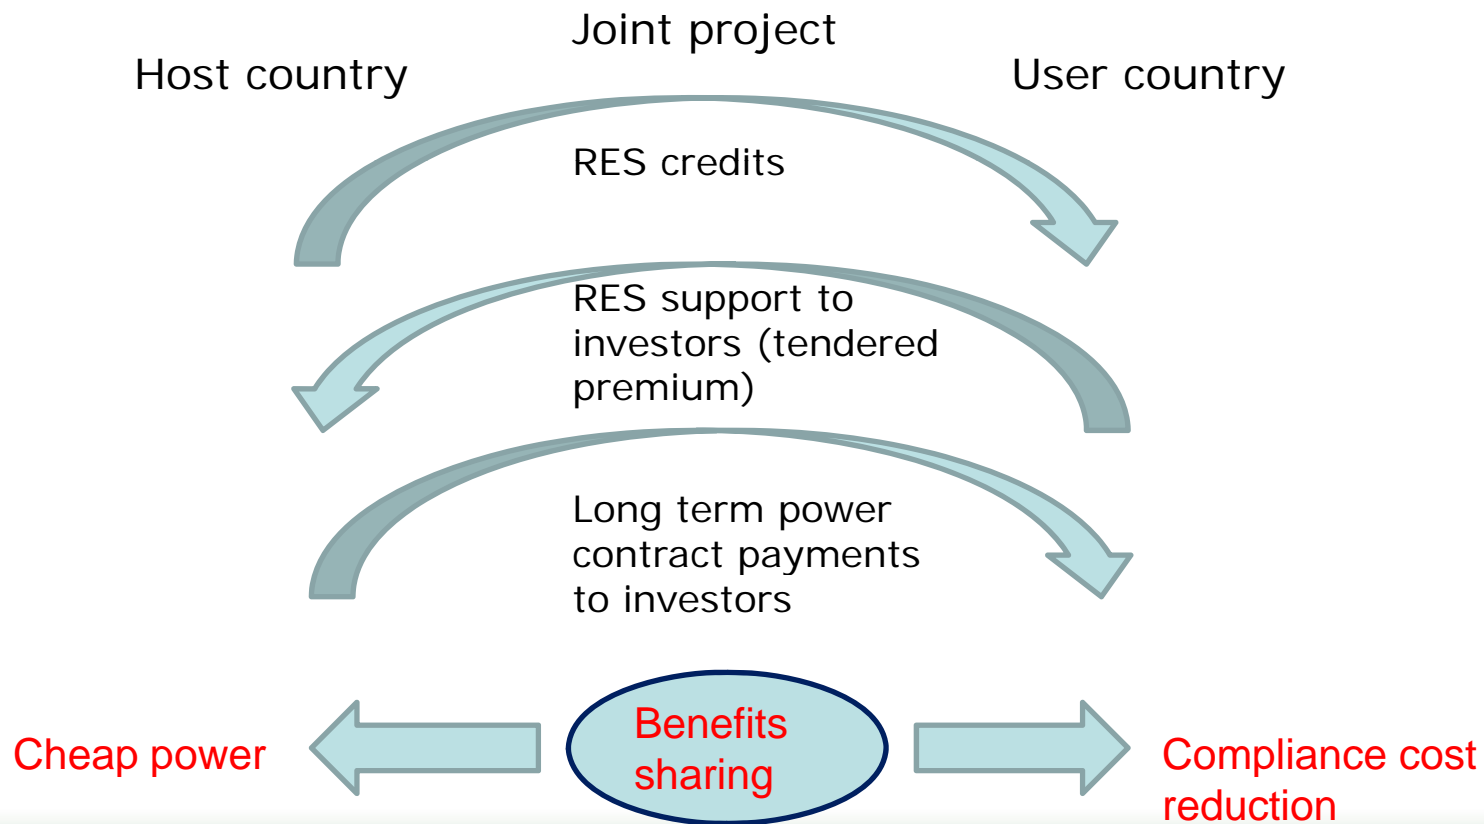 Joint project
Host country
User country
RES credits
RES support to
investors (tendered
premium)
Long term power
contract payments
to investors
Benefits
sharing
Cheap power
Compliance cost
reduction